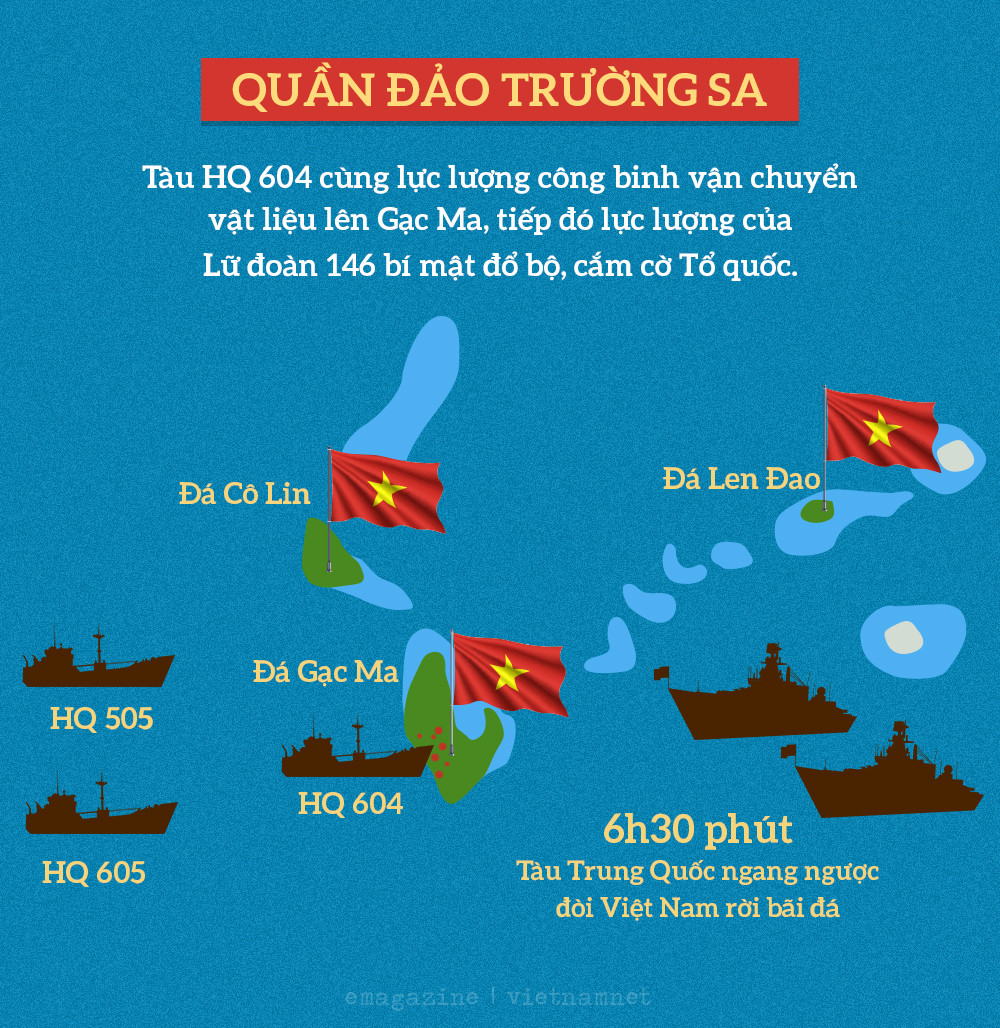 QUẦN ĐẢO TRƯỜNG SA
Tàu HQ 604 cùng lực lượng công binh vận chuyển
vật liệu lên Gạc Ma, tiếp đó lực lượng của
Lữ đoàn 146 bí mật đổ bộ, cắm cờ Tổ quốc.
Đá Cô Lin
Đá Len Đao
Đá Gạc Ma
HQ 505
HQ 604
HQ 605
6h30 phút
Tàu Trung Quốc ngang ngược
đòi Việt Nam rời bãi đá
emagazine | vietnamnet